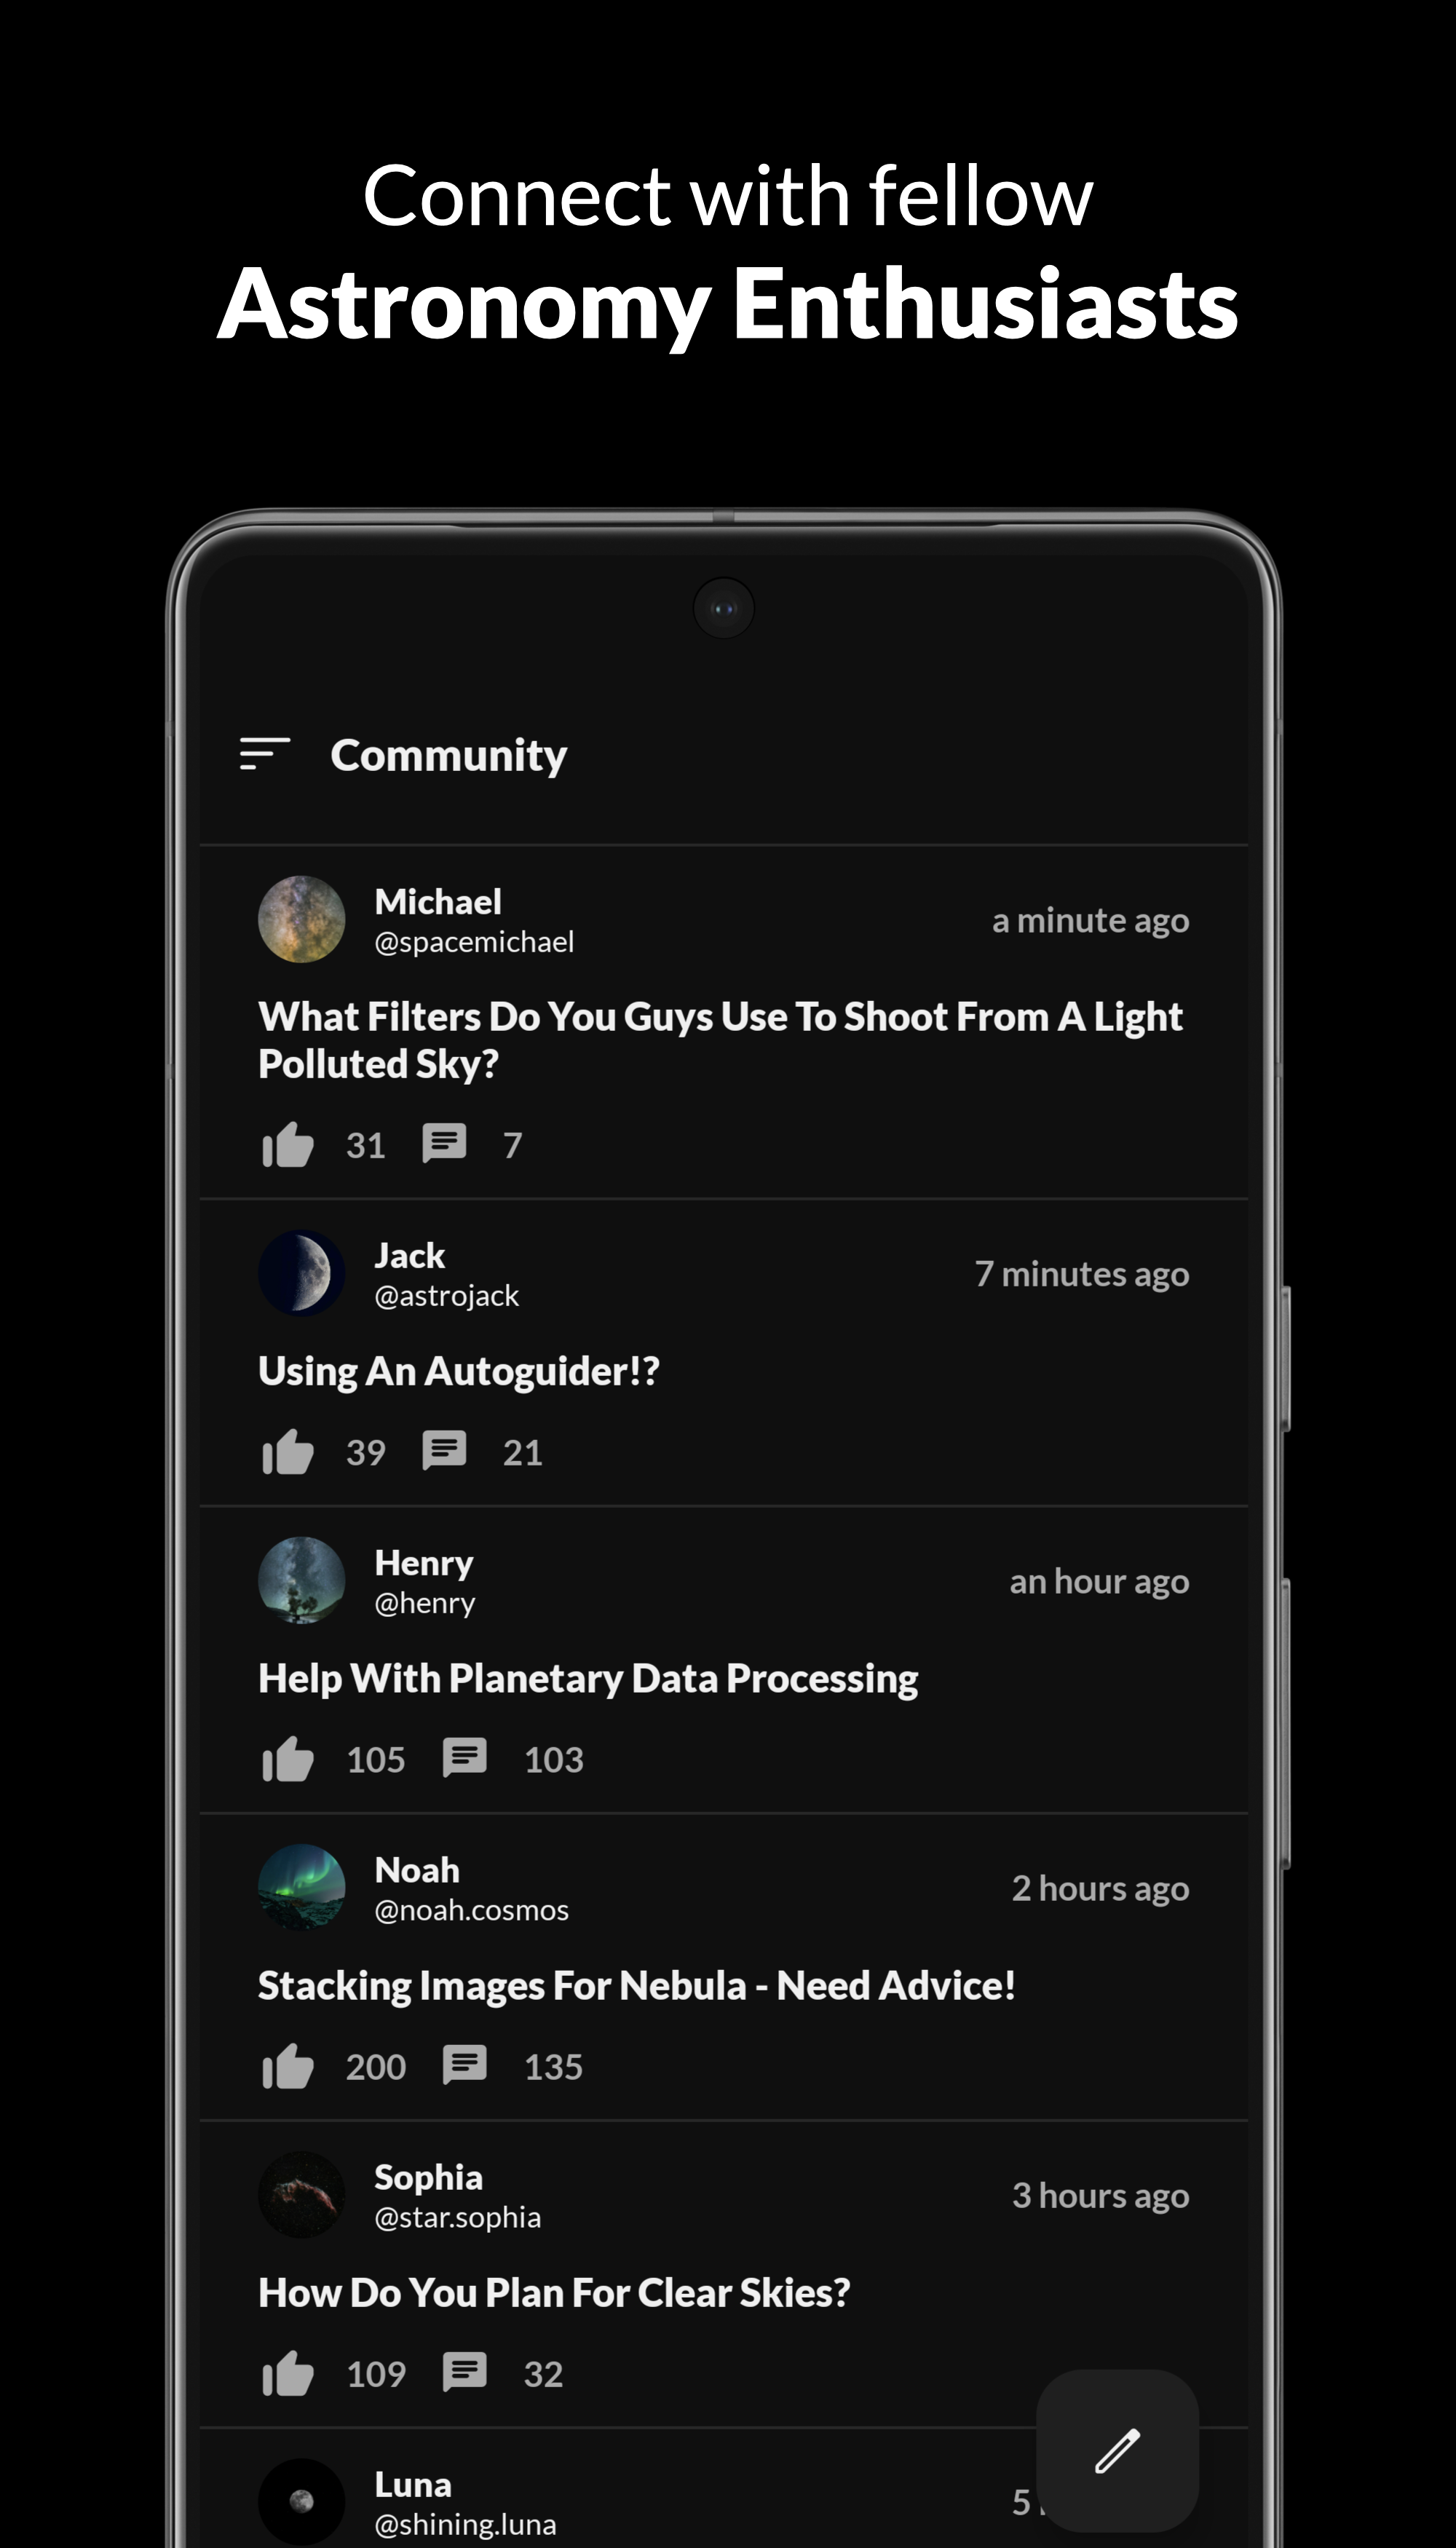 Connect with fellow
Astronomy Enthusiasts
Community
Michael
@spacemichael
a minute ago
What Filters Do You Guys Use To Shoot From A Light
Polluted Sky?
31 7
Jack
@astrojack
7 minutes ago
Using An Autoguider!?
39 21
Henry
@henry
an hour ago
Help With Planetary Data Processing
105 103
Noah
@noah.cosmos
2 hours ago
Stacking Images For Nebula - Need Advice!
200 135
Sophia
@star.sophia
3 hours ago
How Do You Plan For Clear Skies?
109 32
Luna
@shining.luna
5